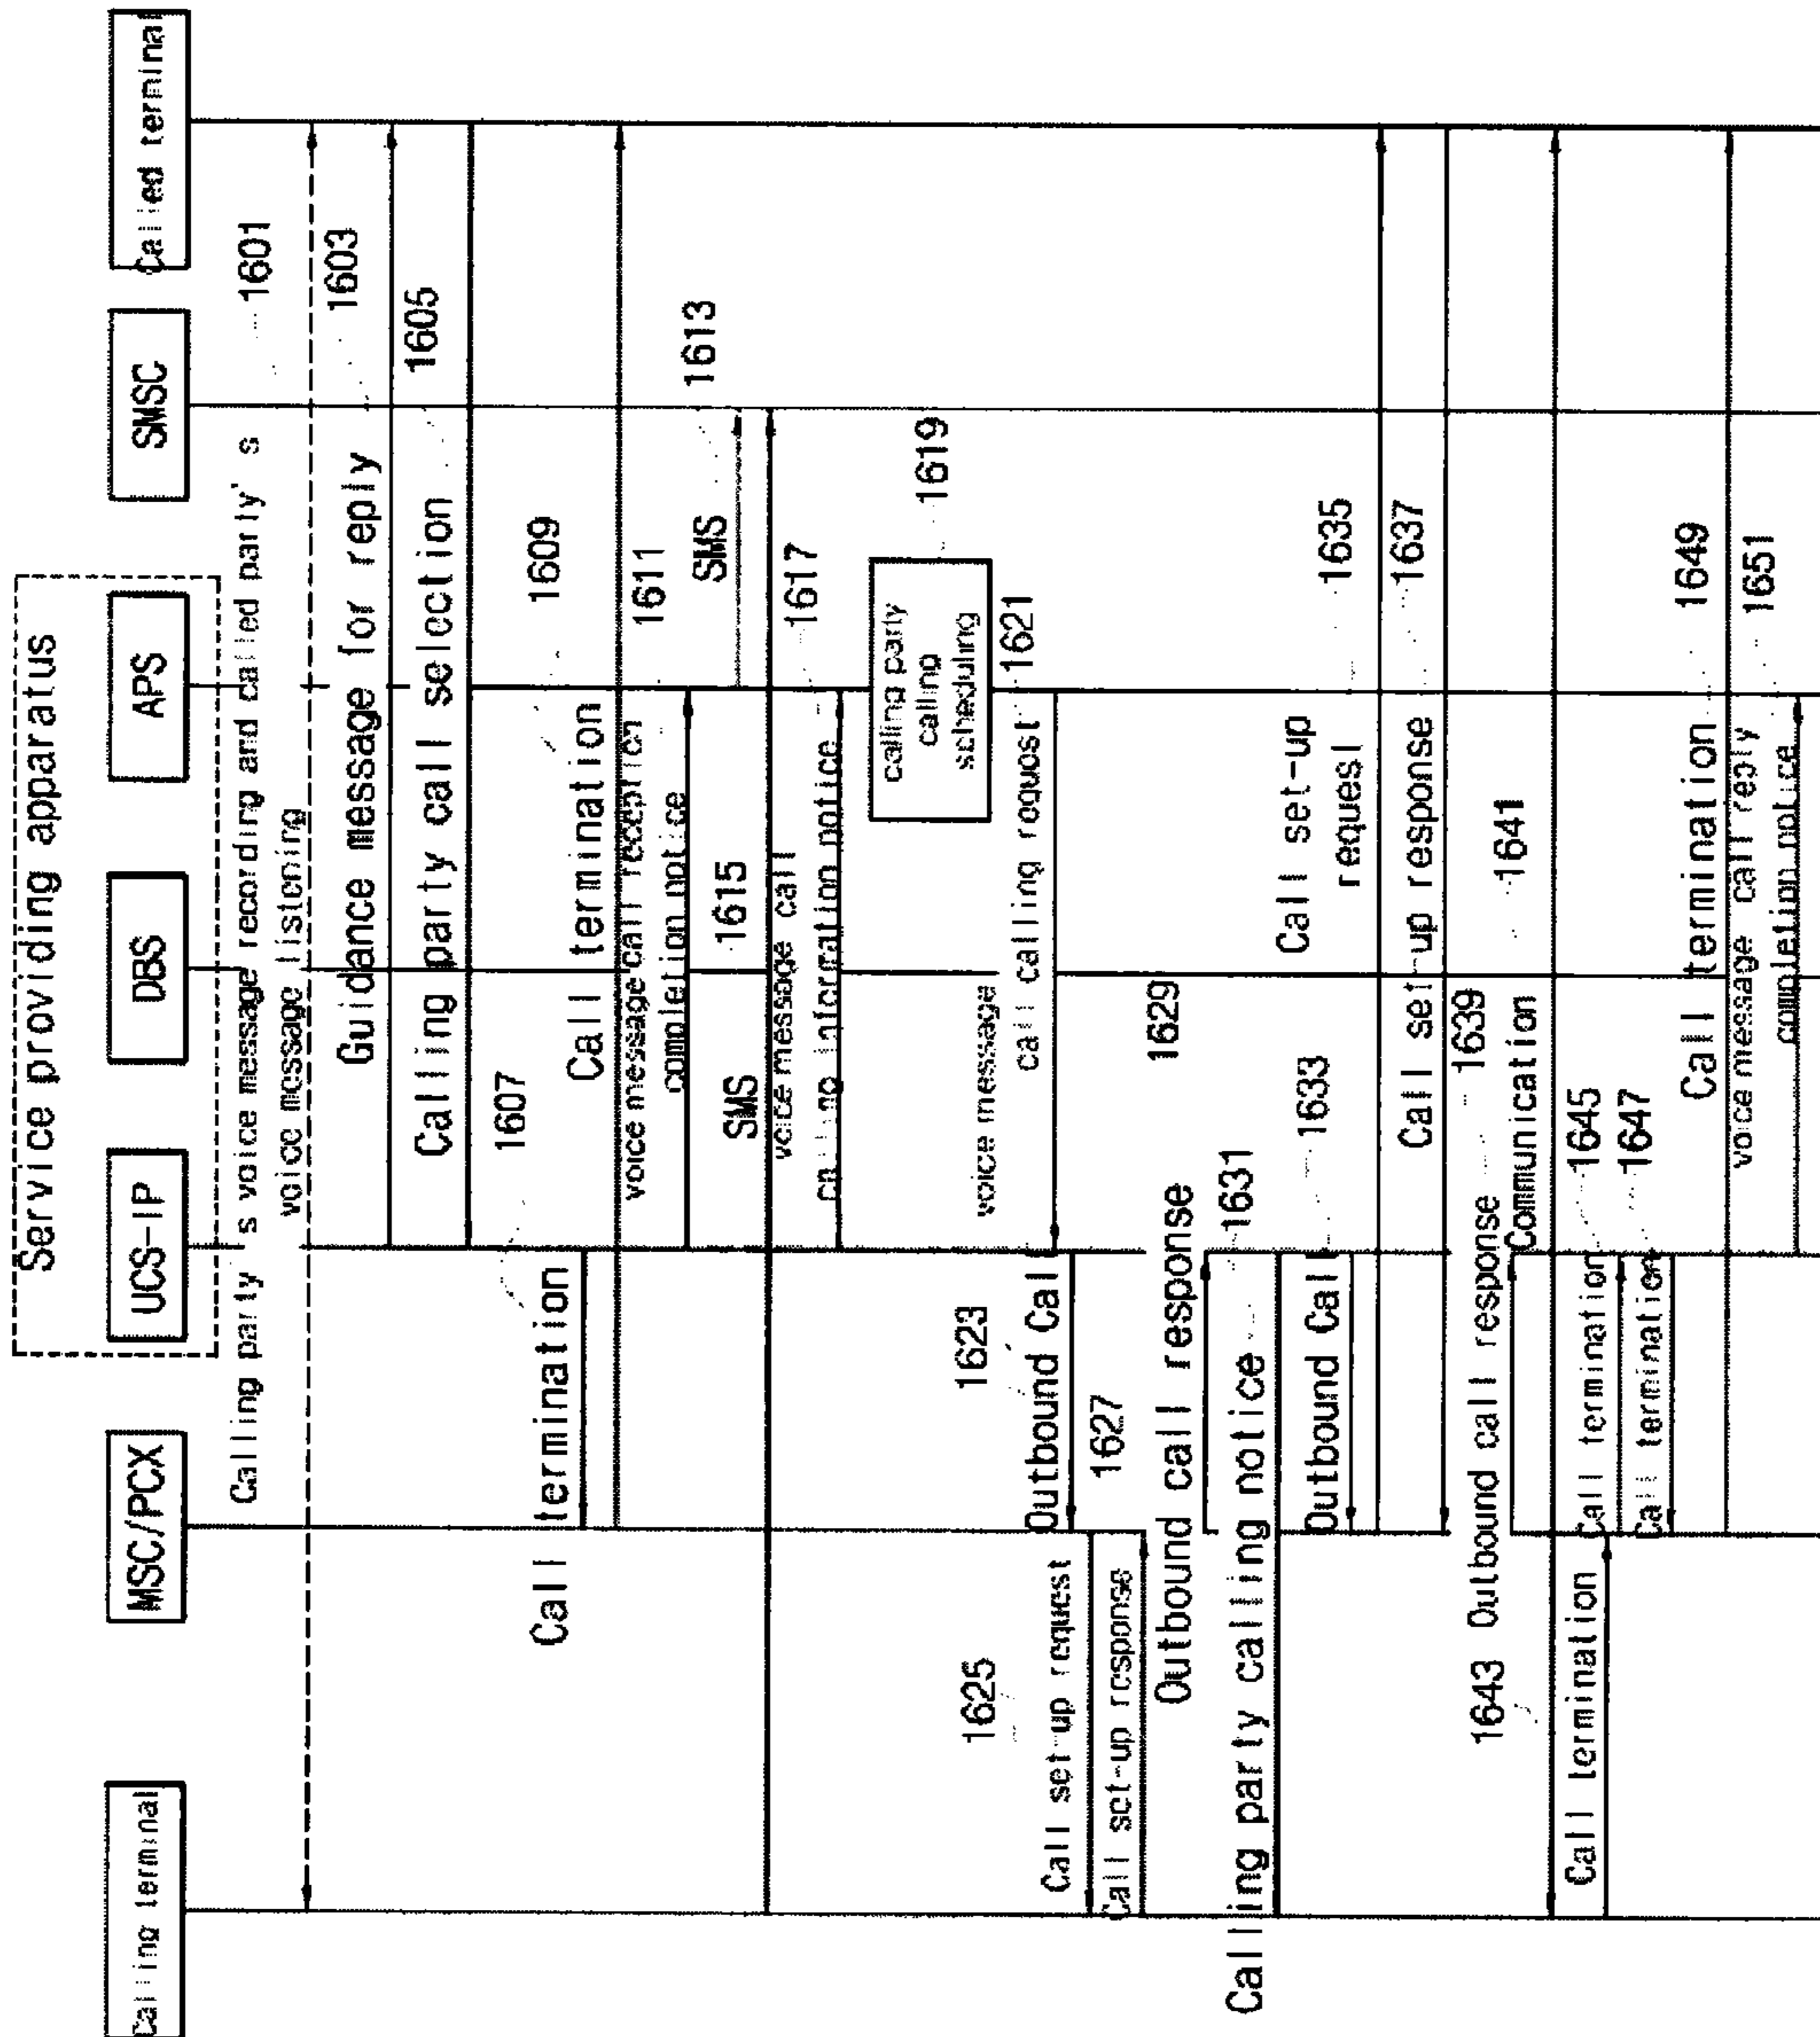 Service providing apparatus
Calling terminal
MSC/PCX
UCS-IP
DBS
APS
SMSC
Called terminal
Calling party's voice message recording and called party's
voice message listening
1601
1603
Guidance message for reply
1605
Calling party call selection
1607
1609
Call termination
Call termination
1611
voice message call reception
completion notice
1613
SMS
1615
SMS
1617
voice message call
calling information notice
1619
calling party
calling
scheduling
1621
voice message
call calling request
1623
Outbound Call
1625
Call set-up request
1627
Call set-up response
1629
Outbound call response
1631
Calling party calling notice
1633
Outbound Call
1635
Call set-up
request
1637
Call set-up response
1639
Outbound call response
1641
Communication
1643
Call termination
1645
Call termination
1647
Call termination
1649
Call termination
1651
voice message call reply
completion notice